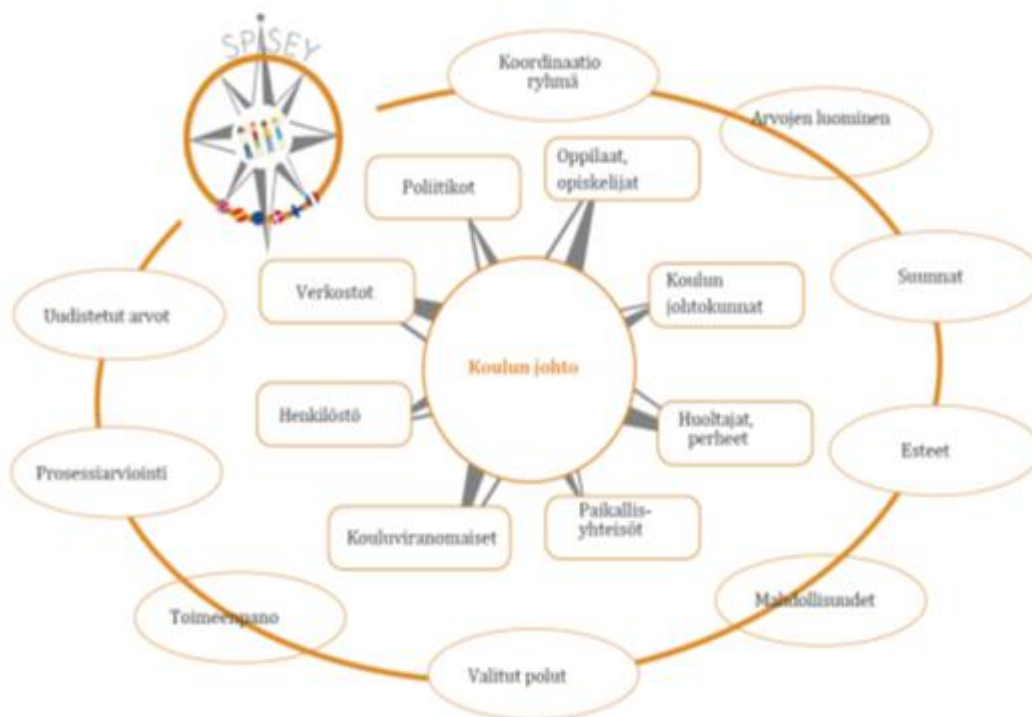 SPISEY
Koordinaatio
ryhmä
Arvojen luominen
Suunnat
Esteet
Mahdollisuudet
Valitut polut
Toimeenpano
Prosessiarviointi
Uudistetut arvot
Poliitikot
Oppilaat,
opiskelijat
Koulun
johtokunnat
Huoltajat,
perheet
Paikallis-
yhteisöt
Kouluviranomaiset
Henkilöstö
Verkostot
Koulun johto